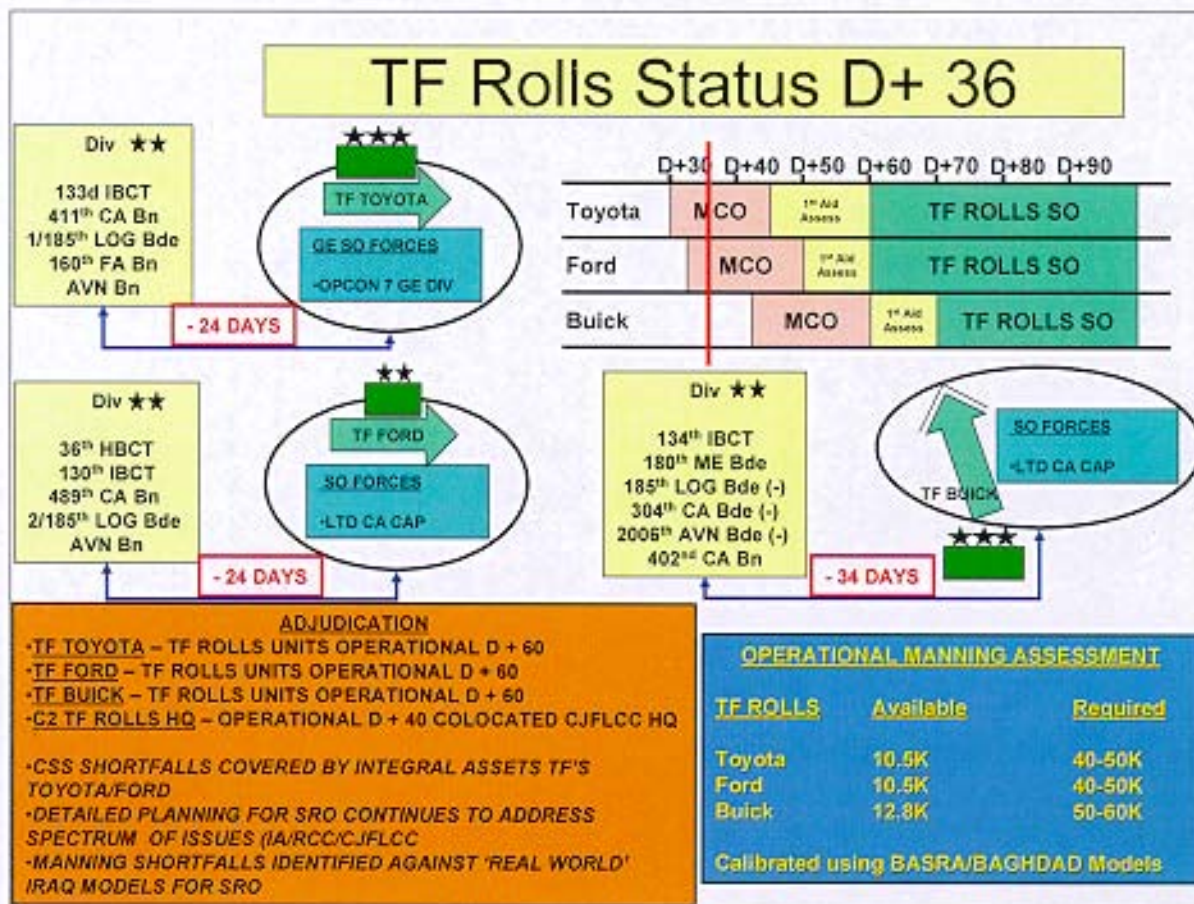 TF Rolls Status D+ 36
Div ★★
133d IBCT
411th CA Bn
1/185th LOG Bde
160th FA Bn
AVN Bn
- 24 DAYS
TF TOYOTA
GE SO FORCES
•OPCON 7 GE DIV
D+30 D+40 D+50 D+60 D+70 D+80 D+90
Toyota MCO 1st Aid Assess TF ROLLS SO
Ford MCO 1st Aid Assess TF ROLLS SO
Buick MCO 1st Aid Assess TF ROLLS SO
Div ★★
36th HBCT
130th IBCT
489th CA Bn
2/185th LOG Bde
AVN Bn
- 24 DAYS
TF FORD
SO FORCES
•LTD CA CAP
Div ★★
134th IBCT
180th ME Bde
185th LOG Bde (-)
304th CA Bde (-)
2006th AVN Bde (-)
402nd CA Bn
- 34 DAYS
TF BUICK
SO FORCES
•LTD CA CAP
ADJUDICATION
•TF TOYOTA – TF ROLLS UNITS OPERATIONAL D + 60
•TF FORD – TF ROLLS UNITS OPERATIONAL D + 60
•TF BUICK – TF ROLLS UNITS OPERATIONAL D + 60
•C2 TF ROLLS HQ – OPERATIONAL D + 40 COLOCATED CJFLCC HQ
•CSS SHORTFALLS COVERED BY INTEGRAL ASSETS TF'S
TOYOTA/FORD
•DETAILED PLANNING FOR SRO CONTINUES TO ADDRESS
SPECTRUM OF ISSUES (IA/RCC/CJFLCC
•MANNING SHORTFALLS IDENTIFIED AGAINST 'REAL WORLD'
IRAQ MODELS FOR SRO
OPERATIONAL MANNING ASSESSMENT
TF ROLLS Available Required
Toyota 10.5K 40-50K
Ford 10.5K 40-50K
Buick 12.8K 50-60K
Calibrated using BASRA/BAGHDAD Models